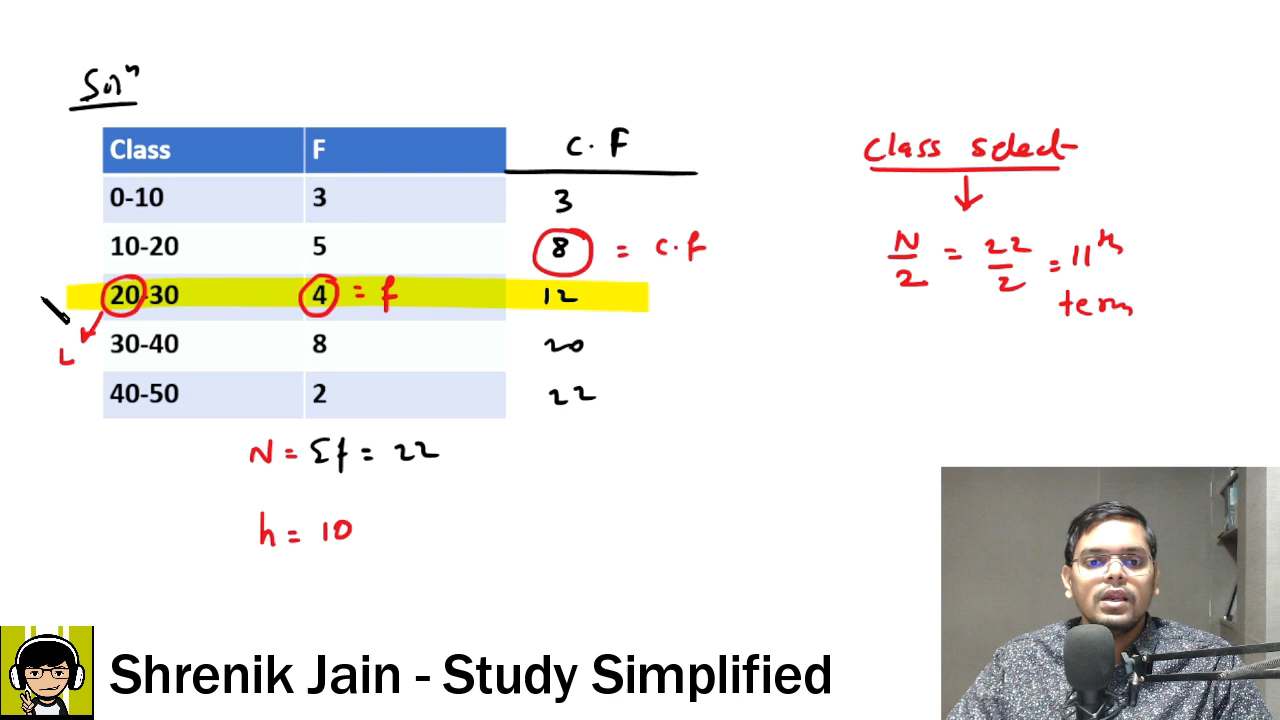 Solⁿ
Class F C.F
0-10 3 3
10-20 5 8 = C.f
20-30 4 = f 12
L
30-40 8 20
40-50 2 22
N = Σf = 22
h = 10
Class select
N/2 = 22/2 = 11th
term
Shrenik Jain - Study Simplified